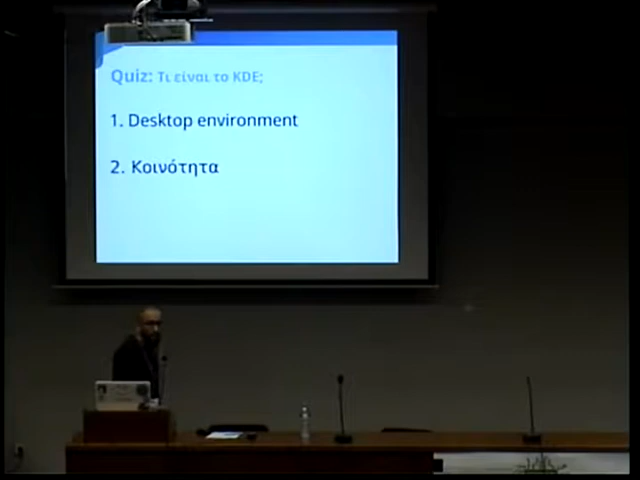 Quiz: Τι είναι το KDE;
1. Desktop environment
2. Κοινότητα